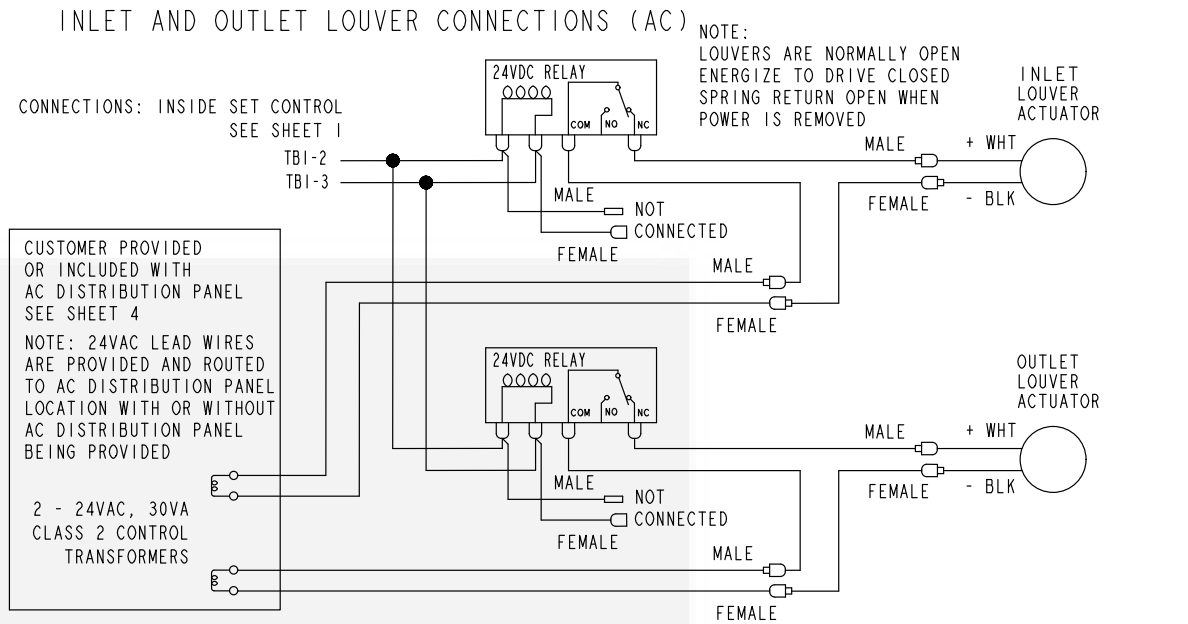 INLET AND OUTLET LOUVER CONNECTIONS (AC)
NOTE:
LOUVERS ARE NORMALLY OPEN
ENERGIZE TO DRIVE CLOSED
SPRING RETURN OPEN WHEN
POWER IS REMOVED
24VDC RELAY
COM NO NC
INLET
LOUVER
ACTUATOR
CONNECTIONS: INSIDE SET CONTROL
SEE SHEET 1
TB1-2
TB1-3
MALE
+ WHT
FEMALE
- BLK
MALE
NOT
CONNECTED
FEMALE
MALE
FEMALE
CUSTOMER PROVIDED
OR INCLUDED WITH
AC DISTRIBUTION PANEL
SEE SHEET 4
NOTE: 24VAC LEAD WIRES
ARE PROVIDED AND ROUTED
TO AC DISTRIBUTION PANEL
LOCATION WITH OR WITHOUT
AC DISTRIBUTION PANEL
BEING PROVIDED
2 - 24VAC, 30VA
CLASS 2 CONTROL
TRANSFORMERS
24VDC RELAY
COM NO NC
OUTLET
LOUVER
ACTUATOR
MALE
+ WHT
FEMALE
- BLK
MALE
NOT
CONNECTED
FEMALE
MALE
FEMALE